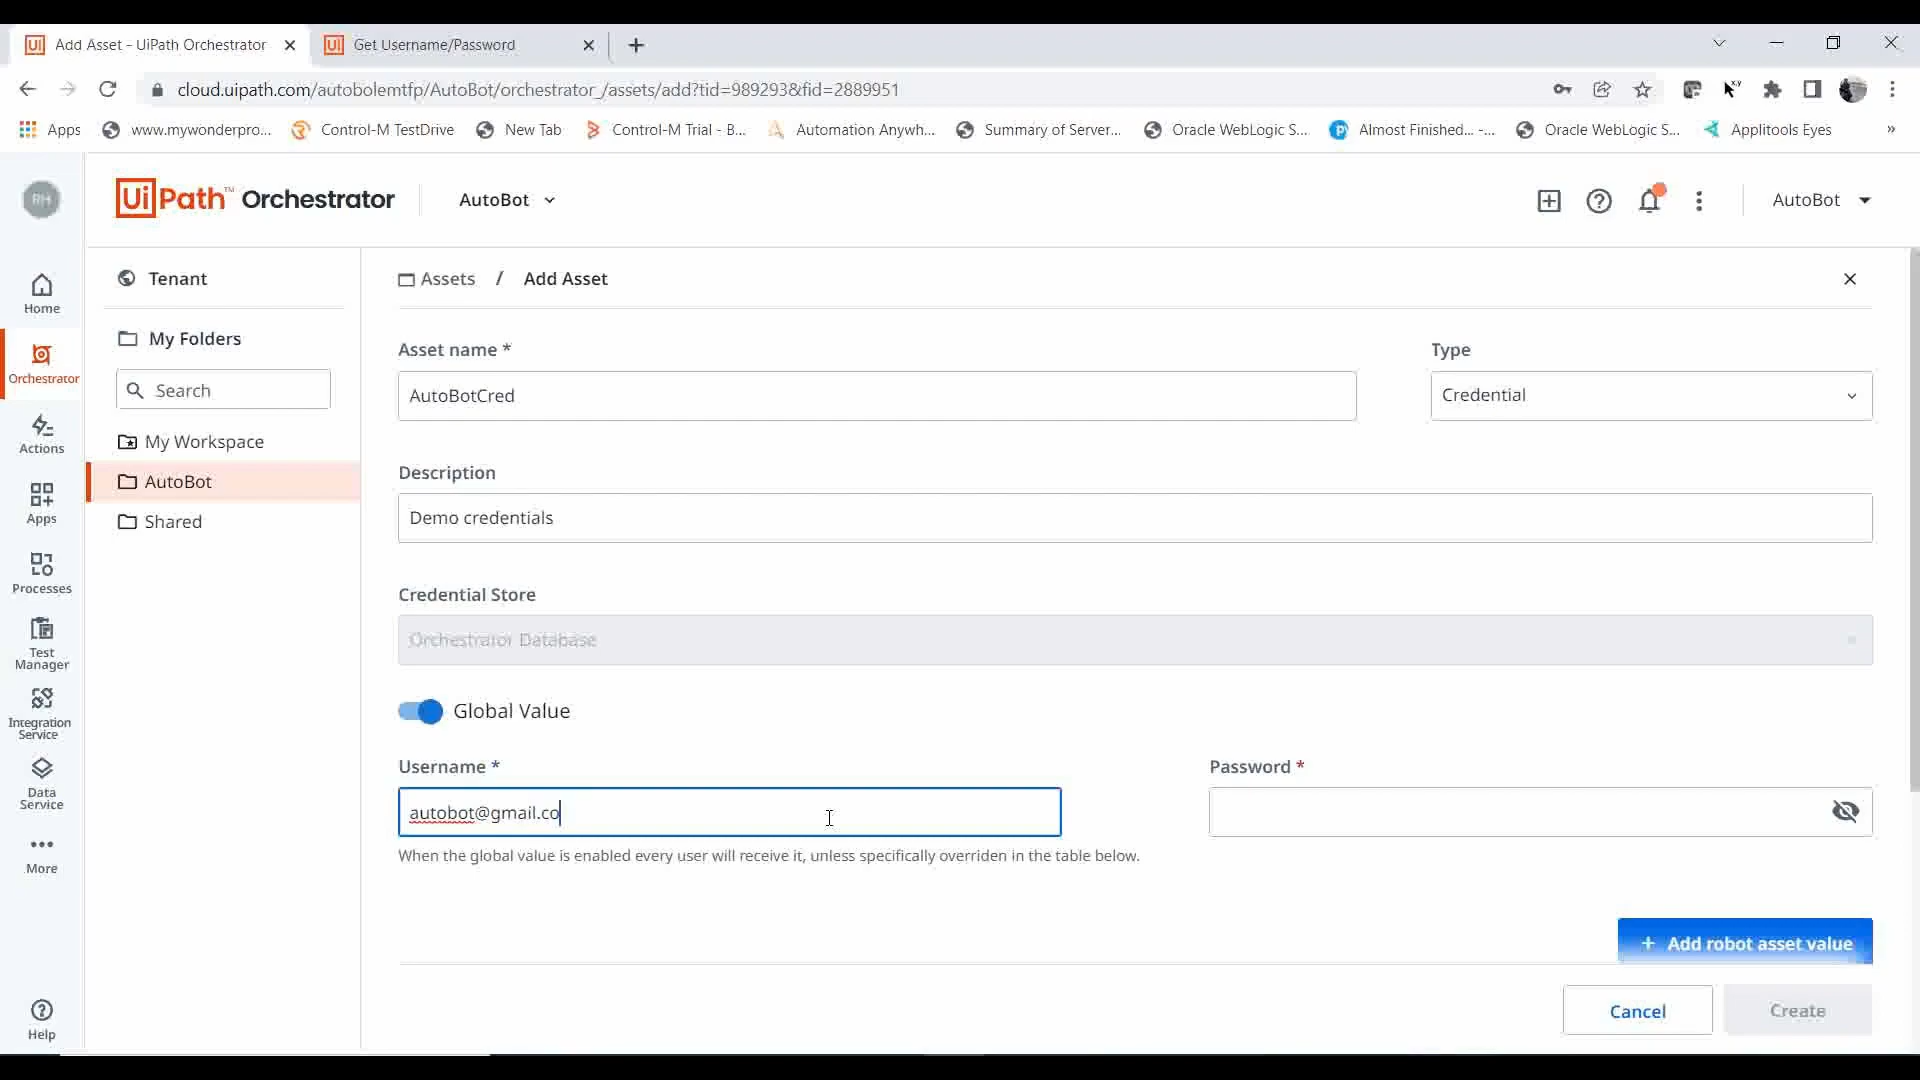 Add Asset - UiPath Orchestrator
Get Username/Password
cloud.uipath.com/autobolemtfp/AutoBot/orchestrator_/assets/add?tid=989293&fid=2889951
Apps
www.mywonderpro...
Control-M TestDrive
New Tab
Control-M Trial - B...
Automation Anywh...
Summary of Server...
Oracle WebLogic S...
Almost Finished... -...
Oracle WebLogic S...
Applitools Eyes
»
RH
UiPath™ Orchestrator
AutoBot
AutoBot
Home
Orchestrator
Actions
Apps
Processes
Test
Manager
Integration
Service
Data
Service
More
Help
Tenant
My Folders
Search
My Workspace
AutoBot
Shared
Assets / Add Asset
Asset name *
AutoBotCred
Type
Credential
Description
Demo credentials
Credential Store
Orchestrator Database
Global Value
Username *
autobot@gmail.co
Password *
When the global value is enabled every user will receive it, unless specifically overriden in the table below.
+ Add robot asset value
Cancel
Create